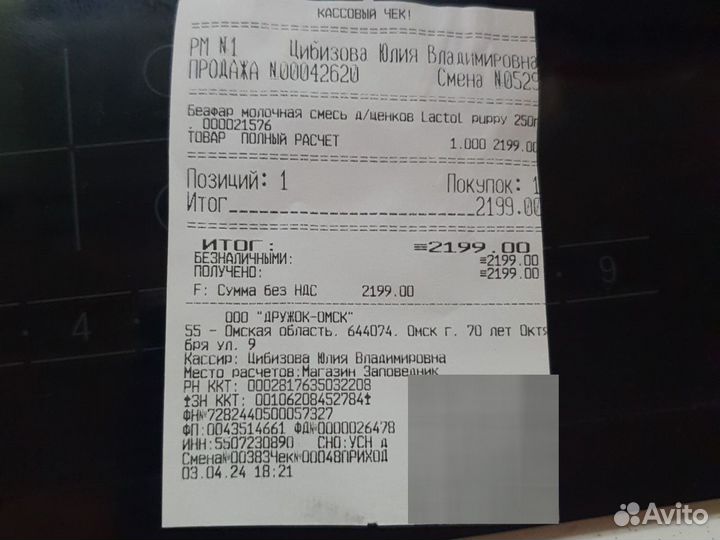 КАССОВЫЙ ЧЕК!
РМ N1 Цибизова Юлия Владимировна
ПРОДАЖА N00042620 Смена N0529
Беафар молочная смесь д/щенков Lactol puppy 250г
. 000021576
ТОВАР ПОЛНЫЙ РАСЧЕТ 1.000 2199.00
Позиций: 1 Покупок: 1
Итог 2199.00
ИТОГ: ≡2199.00
БЕЗНАЛИЧНЫМИ: ≡2199.00
ПОЛУЧЕНО: ≡2199.00
F: Сумма без НДС 2199.00
ООО "ДРУЖОК-ОМСК"
55 - Омская область. 644074. Омск г. 70 лет Октя
бря ул. 9
Кассир: Цибизова Юлия Владимировна
Место расчетов:Магазин Заповедник
РН ККТ: 0002817635032208
ЗН ККТ: 00106208452784
ФН№7282440500057327
ФП:0043514661 ФД№0000026478
ИНН:5507230890 СНО:УСН д
Смена№00383Чек№00048ПРИХОД
03.04.24 18:21
4
9
Avito